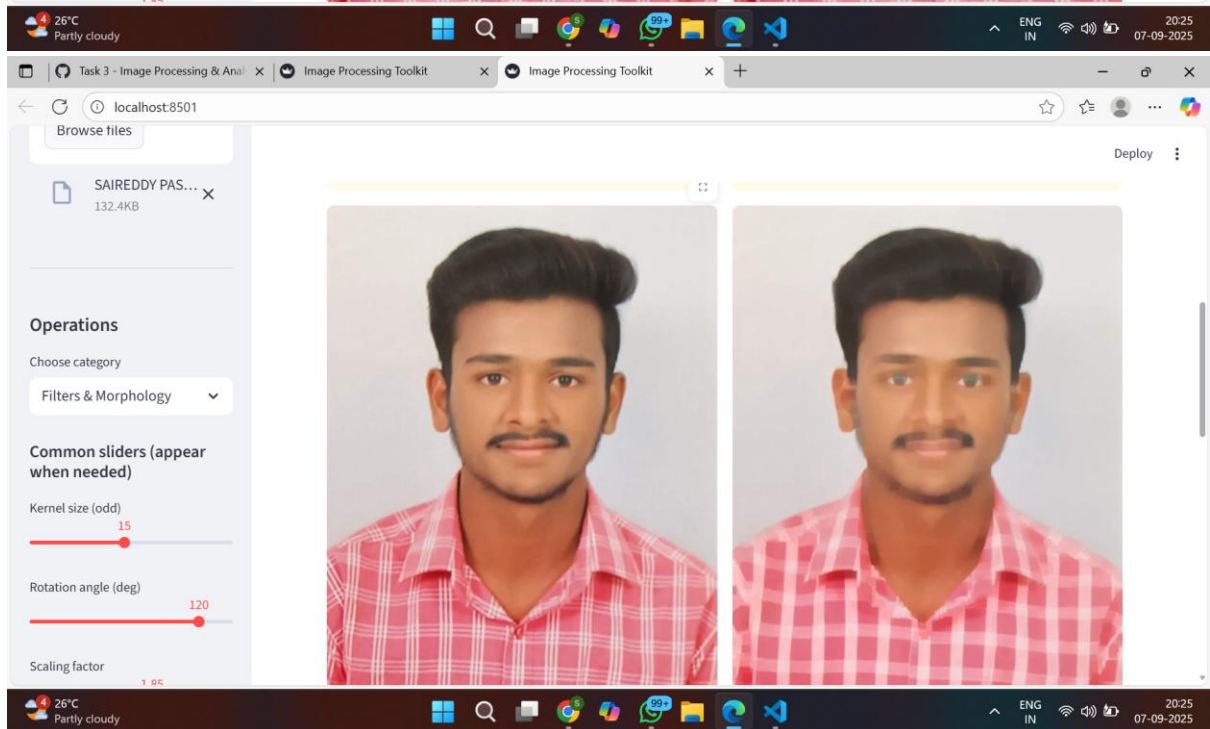 26°C
Partly cloudy
99+
ENG
IN
20:25
07-09-2025
Task 3 - Image Processing & Anal
Image Processing Toolkit
Image Processing Toolkit
localhost:8501
Browse files
Deploy
SAIREDDY PAS...
132.4KB
Operations
Choose category
Filters & Morphology
Common sliders (appear
when needed)
Kernel size (odd)
15
Rotation angle (deg)
120
Scaling factor
1.85
4
26°C
Partly cloudy
99+
ENG
IN
20:25
07-09-2025